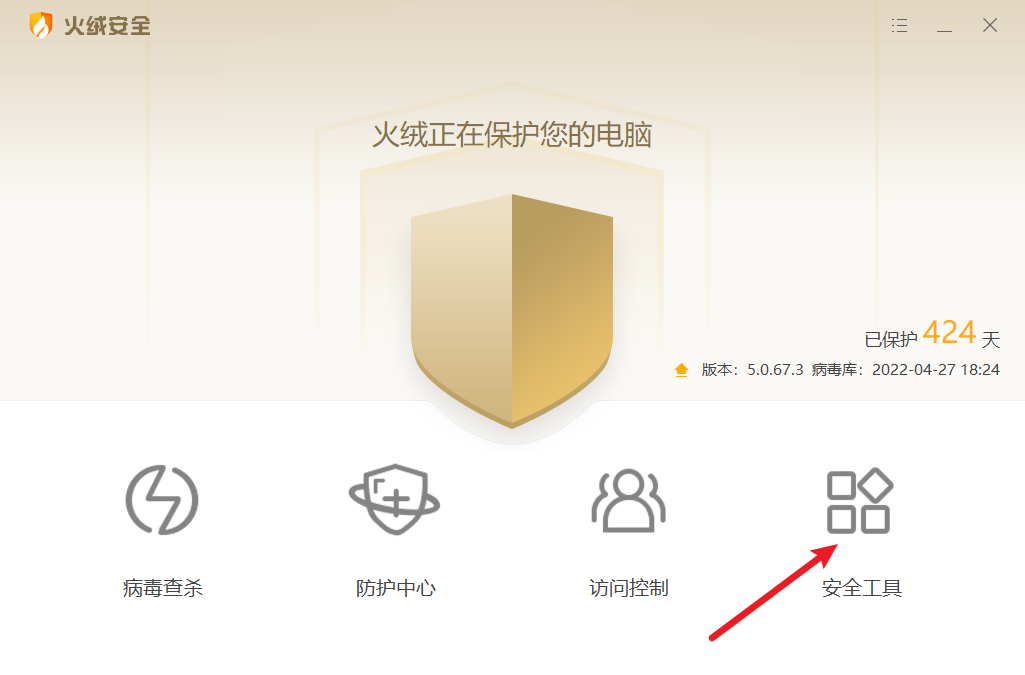 火绒安全
火绒正在保护您的电脑
已保护 424 天
版本：5.0.67.3 病毒库：2022-04-27 18:24
病毒查杀
防护中心
访问控制
安全工具